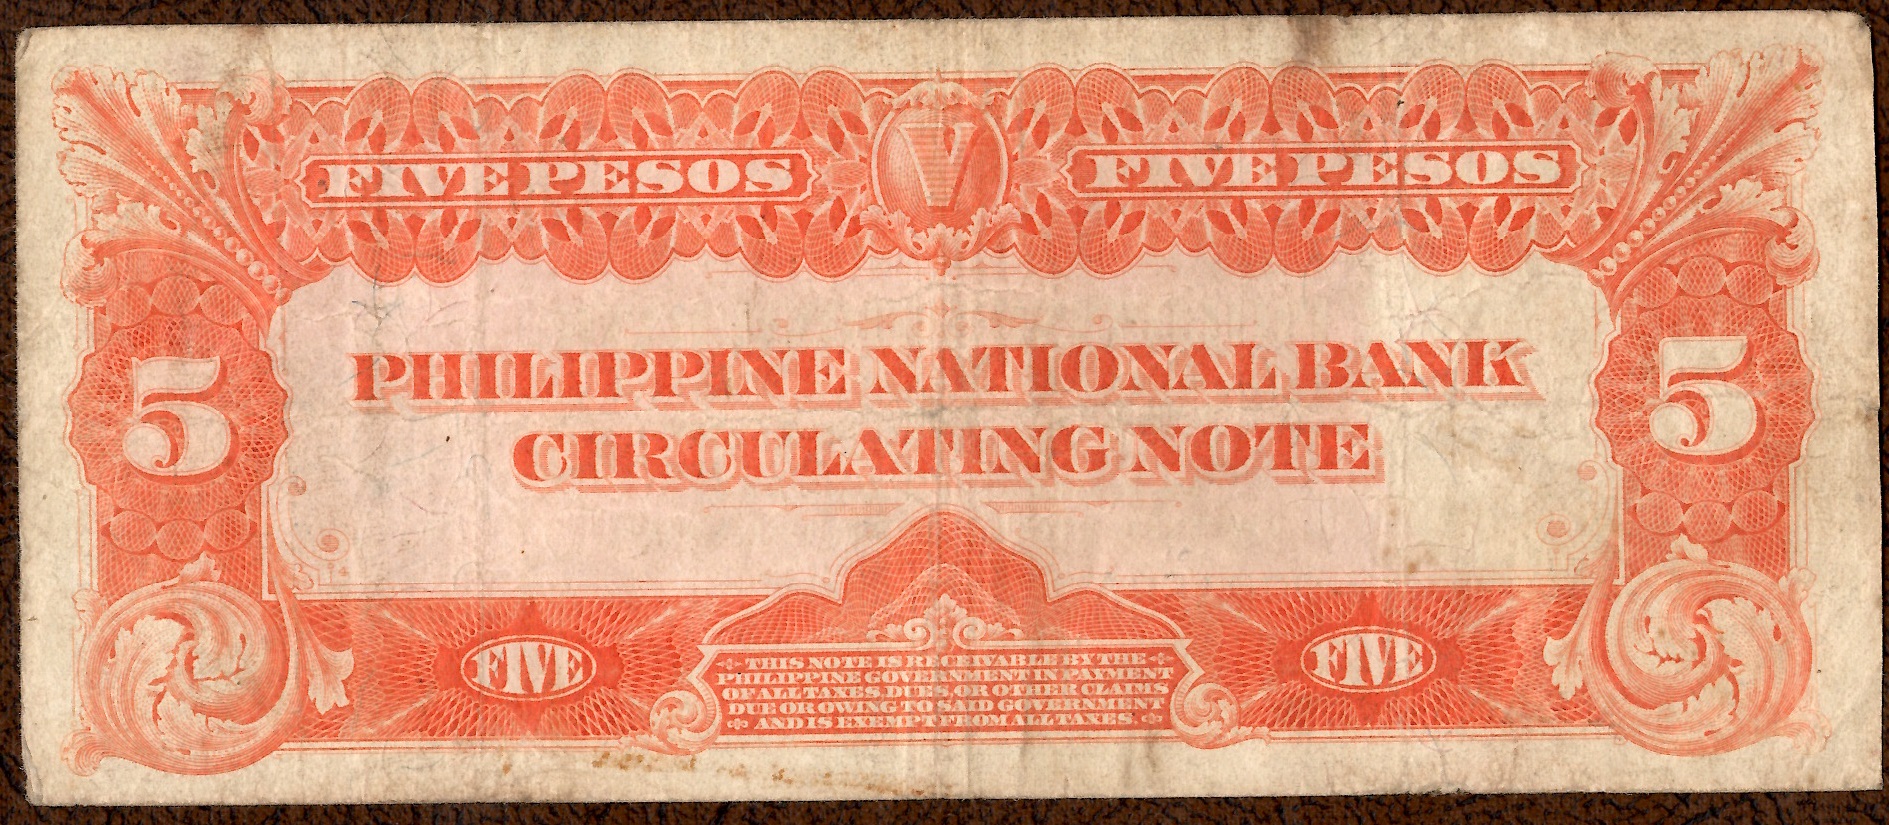 FIVE PESOS V FIVE PESOS
PHILIPPINE NATIONAL BANK
CIRCULATING NOTE
5 5
FIVE FIVE
THIS NOTE IS RECEIVABLE BY THE
PHILIPPINE GOVERNMENT IN PAYMENT
OF ALL TAXES, DUES, OR OTHER CLAIMS
DUE OR OWING TO SAID GOVERNMENT
AND IS EXEMPT FROM ALL TAXES.